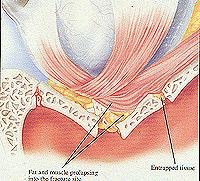 Fat and muscle prolapsing
into the fracture site
Entrapped tissue